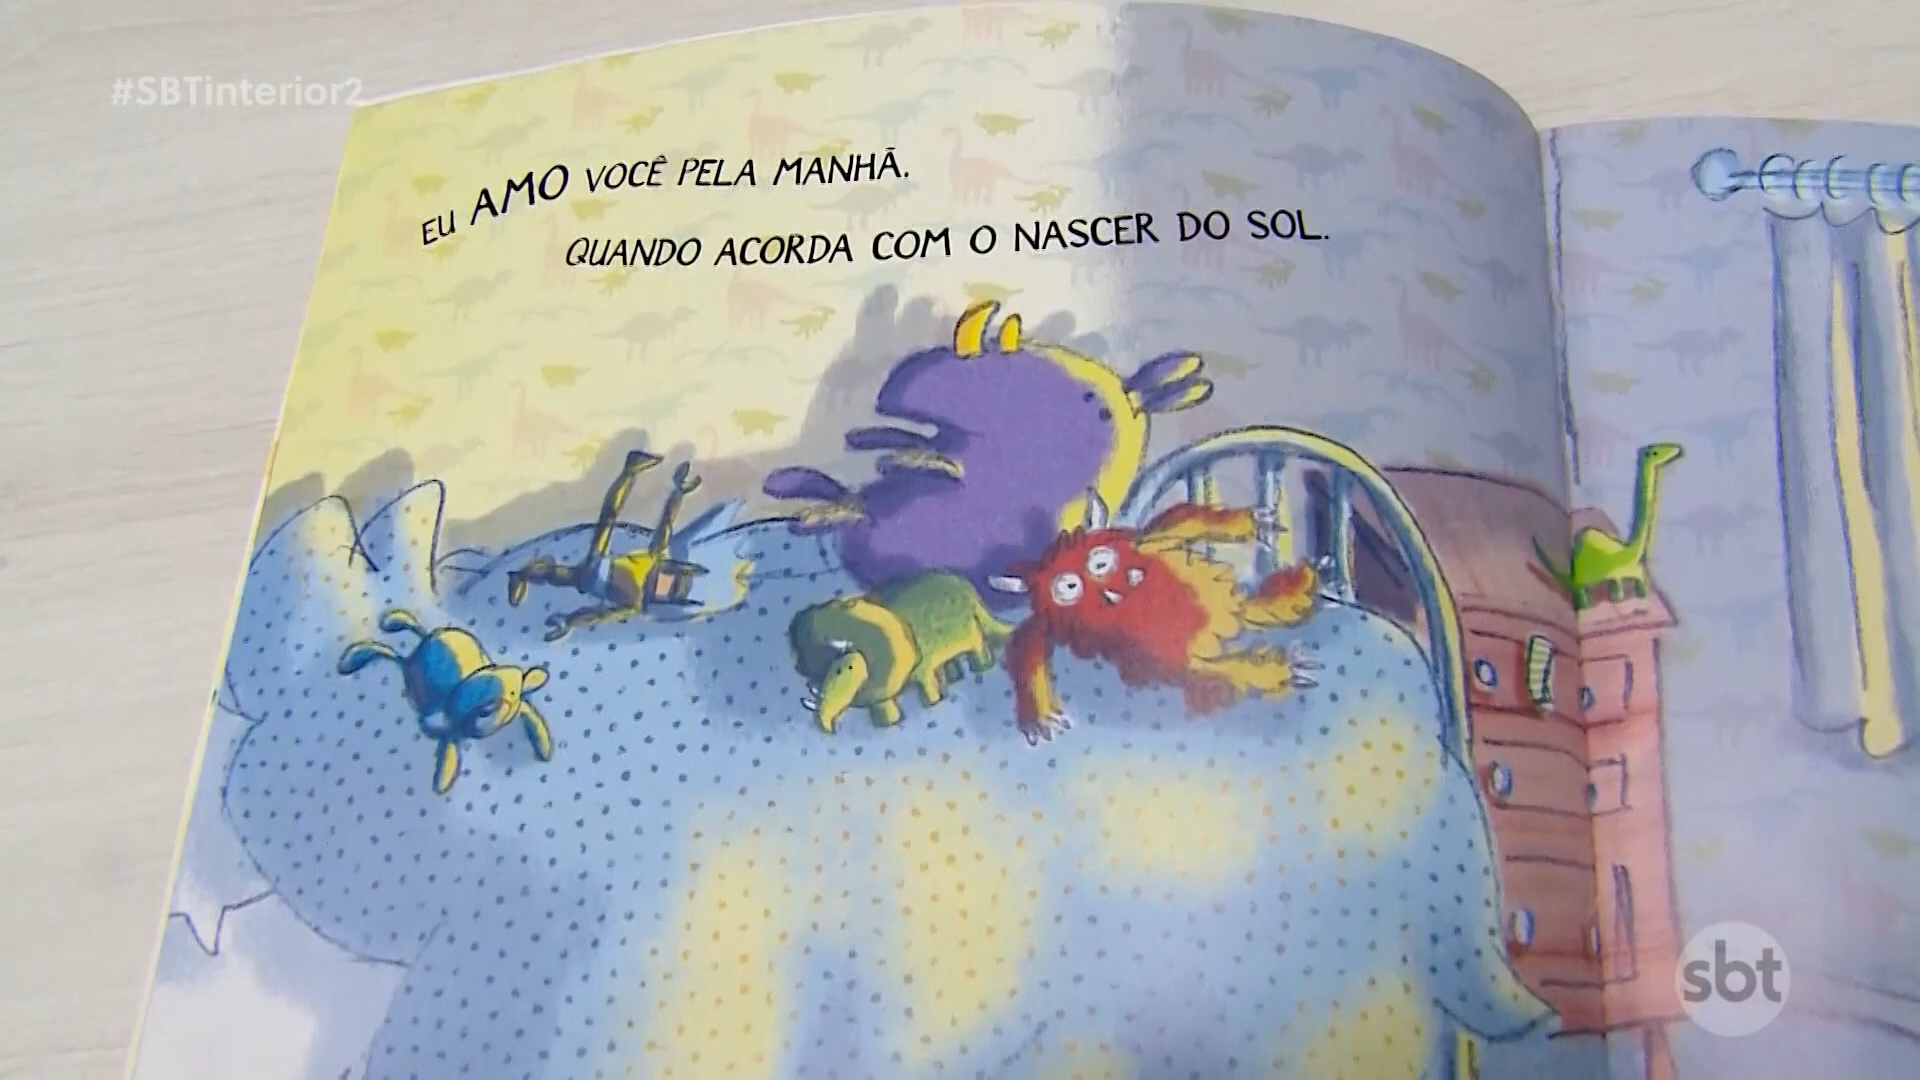 #SBTinterior2
EU AMO VOCÊ PELA MANHÃ.
QUANDO ACORDA COM O NASCER DO SOL.
sbt